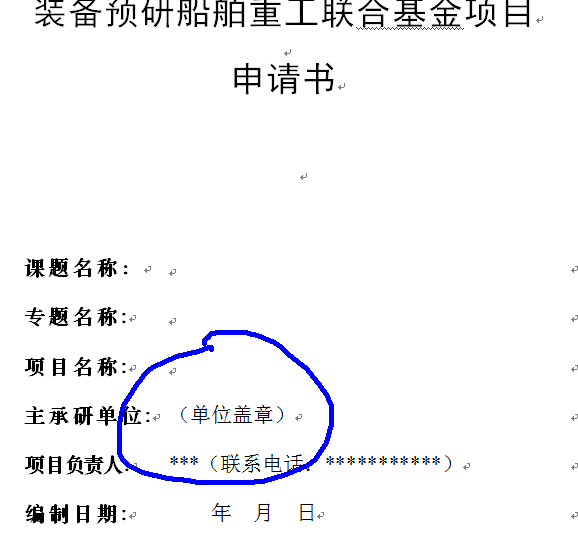 装备预研船舶重工联合基金项目
申请书
课题名称：
专题名称:
项目名称:
主承研单位: （单位盖章）
项目负责人: ***（联系电话：***********）
编制日期: 年 月 日